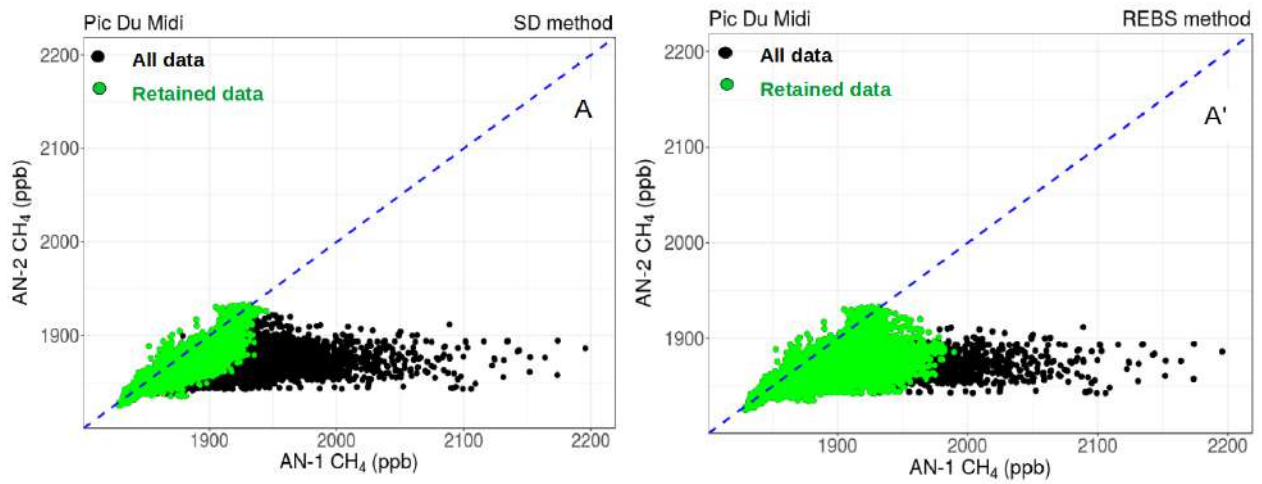 Pic Du Midi SD method
All data
Retained data
A
2200
2100
2000
1900
AN-2 CH₄ (ppb)
1900 2000 2100 2200
AN-1 CH₄ (ppb)
Pic Du Midi REBS method
All data
Retained data
A'
2200
2100
2000
1900
AN-2 CH₄ (ppb)
1900 2000 2100 2200
AN-1 CH₄ (ppb)